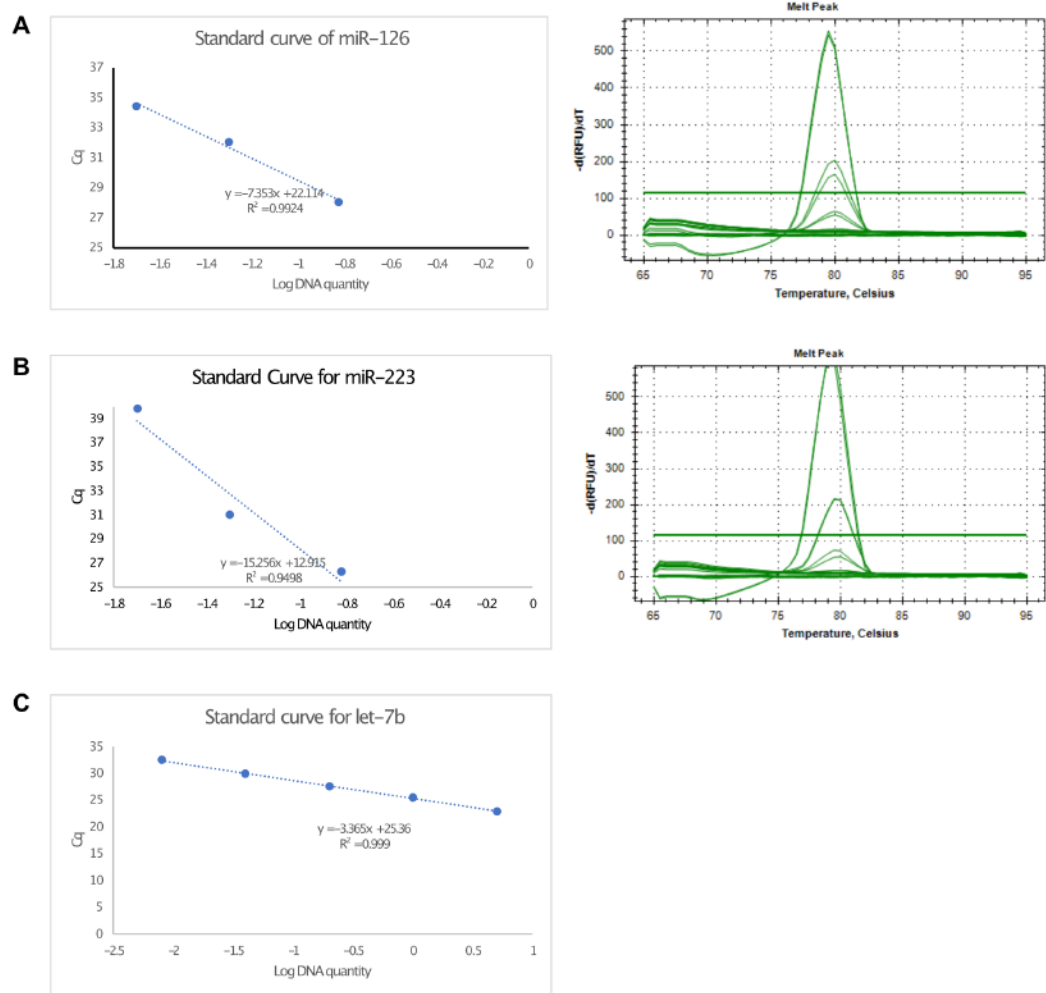 A
Standard curve of miR–126
37
35
33
31
29
27
25
Cq
y =–7.353x +22.114
R² =0.9924
–1.8 –1.6 –1.4 –1.2 –1 –0.8 –0.6 –0.4 –0.2 0
Log DNA quantity
Melt Peak
500
400
300
200
100
0
-d(RFU)/dT
65 70 75 80 85 90 95
Temperature, Celsius
B
Standard Curve for miR–223
39
37
35
33
31
29
27
25
Cq
y =–15.256x +12.915
R² =0.9498
–1.8 –1.6 –1.4 –1.2 –1 –0.8 –0.6 –0.4 –0.2 0
Log DNA quantity
Melt Peak
500
400
300
200
100
0
-d(RFU)/dT
65 70 75 80 85 90 95
Temperature, Celsius
C
Standard curve for let–7b
35
30
25
20
15
10
5
0
Cq
y =–3.365x +25.36
R² =0.999
–2.5 –2 –1.5 –1 –0.5 0 0.5 1
Log DNA quantity